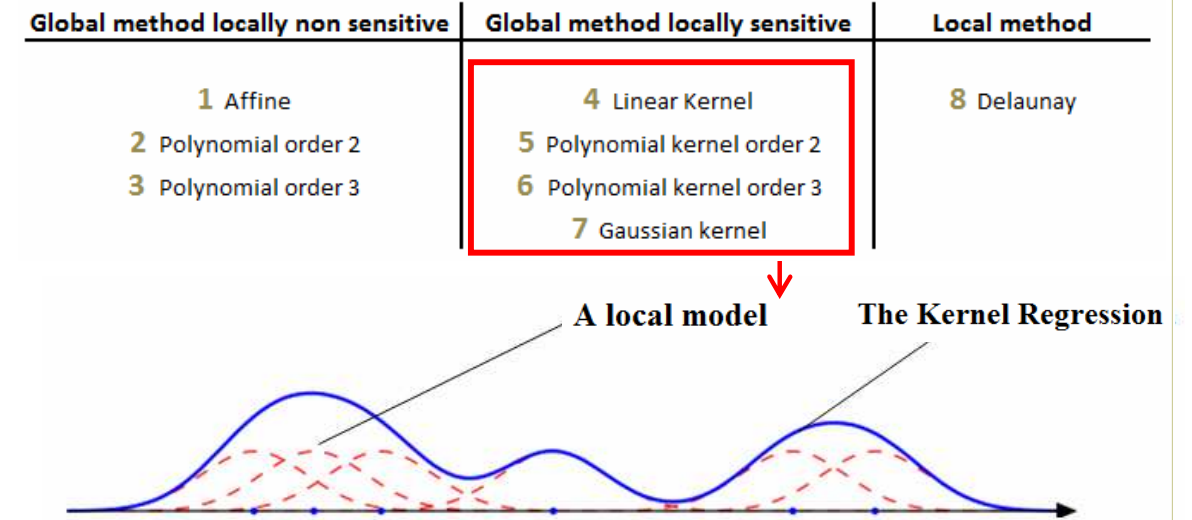 Global method locally non sensitive
Global method locally sensitive
Local method
1 Affine
2 Polynomial order 2
3 Polynomial order 3
4 Linear Kernel
5 Polynomial kernel order 2
6 Polynomial kernel order 3
7 Gaussian kernel
8 Delaunay
A local model
The Kernel Regression